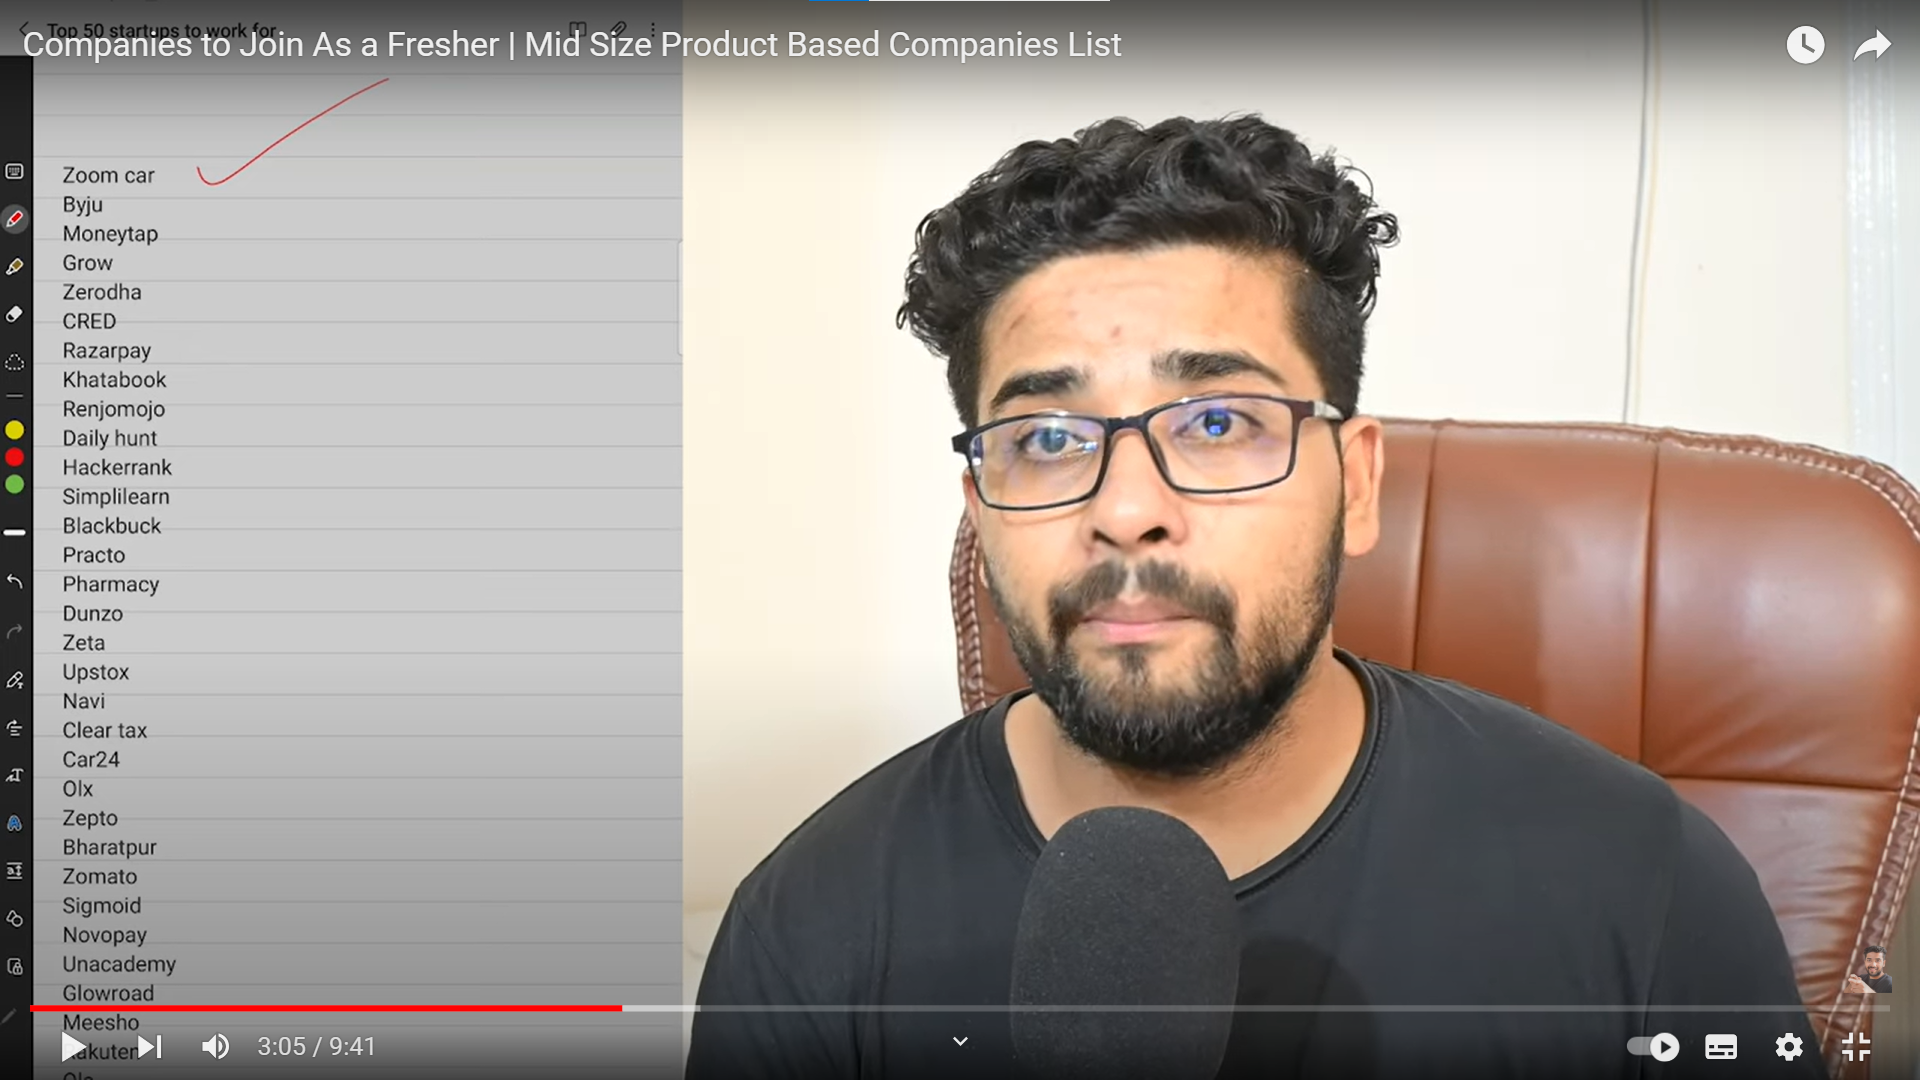 Top 50 startups to work for
Companies to Join As a Fresher | Mid Size Product Based Companies List
Zoom car
Byju
Moneytap
Grow
Zerodha
CRED
Razarpay
Khatabook
Renjomojo
Daily hunt
Hackerrank
Simplilearn
Blackbuck
Practo
Pharmacy
Dunzo
Zeta
Upstox
Navi
Clear tax
Car24
Olx
Zepto
Bharatpur
Zomato
Sigmoid
Novopay
Unacademy
Glowroad
Meesho
Rakuten
3:05 / 9:41